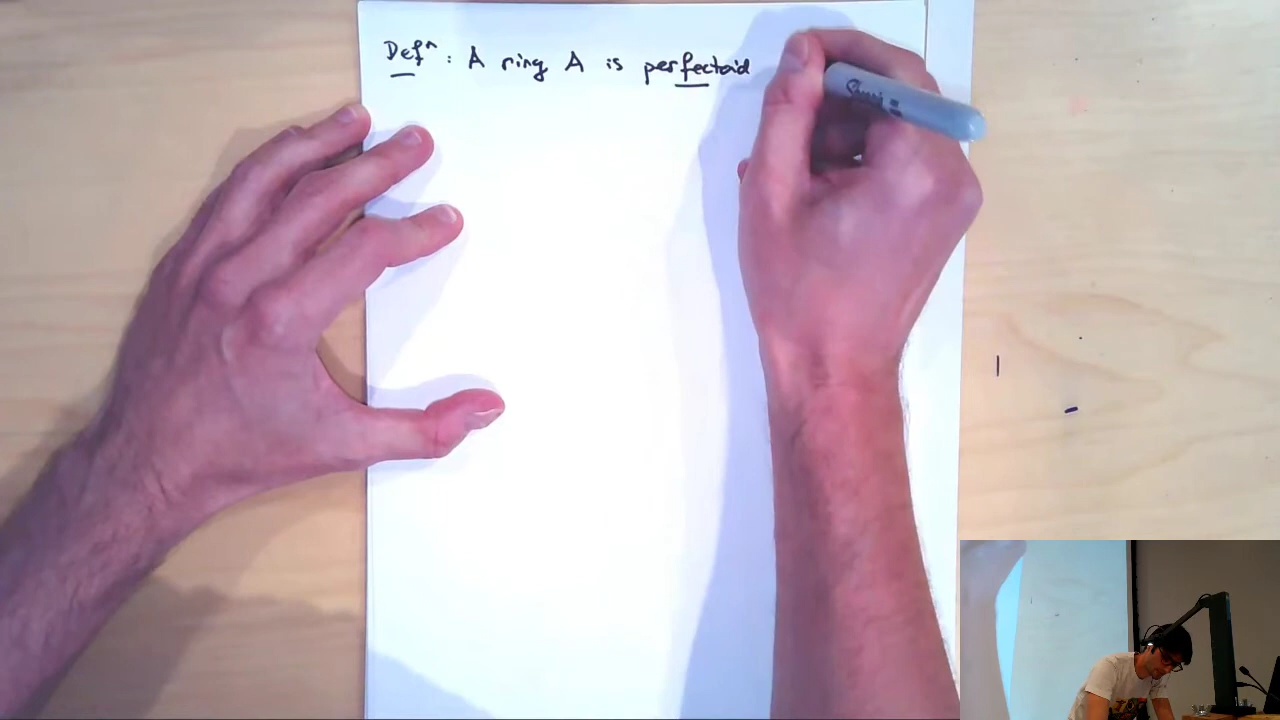 Defⁿ : A ring A is perfectoid